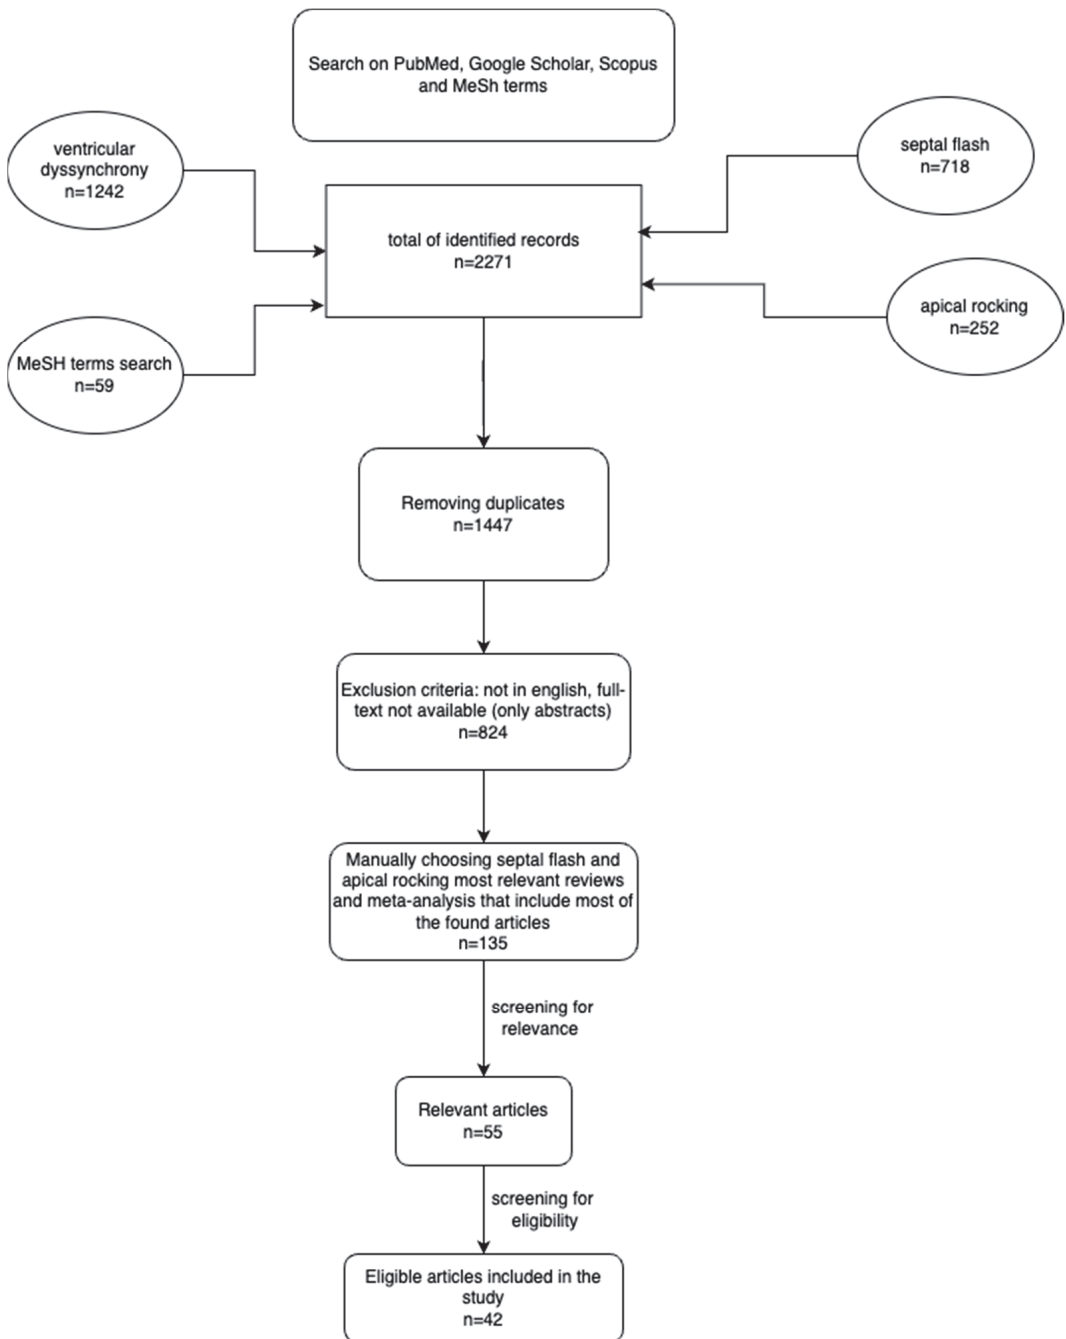 Search on PubMed, Google Scholar, Scopus
and MeSh terms
ventricular
dyssynchrony
n=1242
septal flash
n=718
total of identified records
n=2271
apical rocking
n=252
MeSH terms search
n=59
Removing duplicates
n=1447
Exclusion criteria: not in english, full-
text not available (only abstracts)
n=824
Manually choosing septal flash and
apical rocking most relevant reviews
and meta-analysis that include most of
the found articles
n=135
screening for
relevance
Relevant articles
n=55
screening for
eligibility
Eligible articles included in the
study
n=42